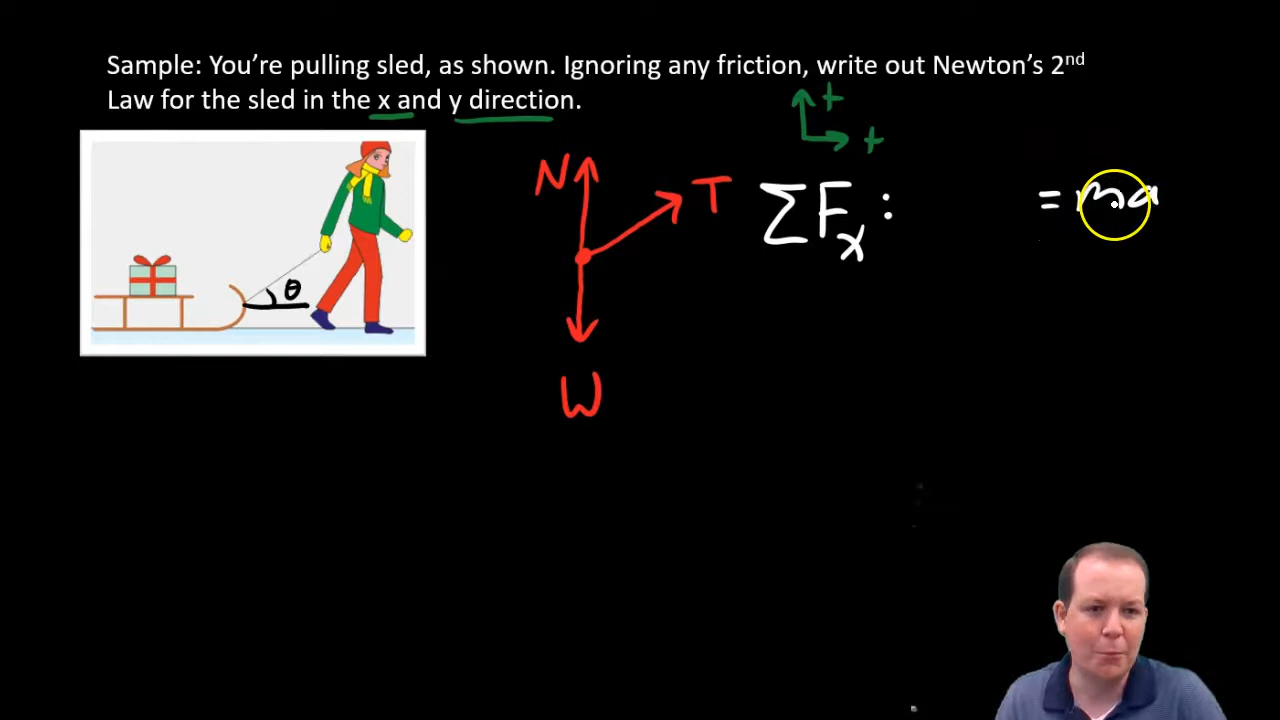 Sample: You’re pulling sled, as shown. Ignoring any friction, write out Newton’s 2nd
Law for the sled in the x and y direction.
+
+
N
T
ΣFx: = ma
θ
W